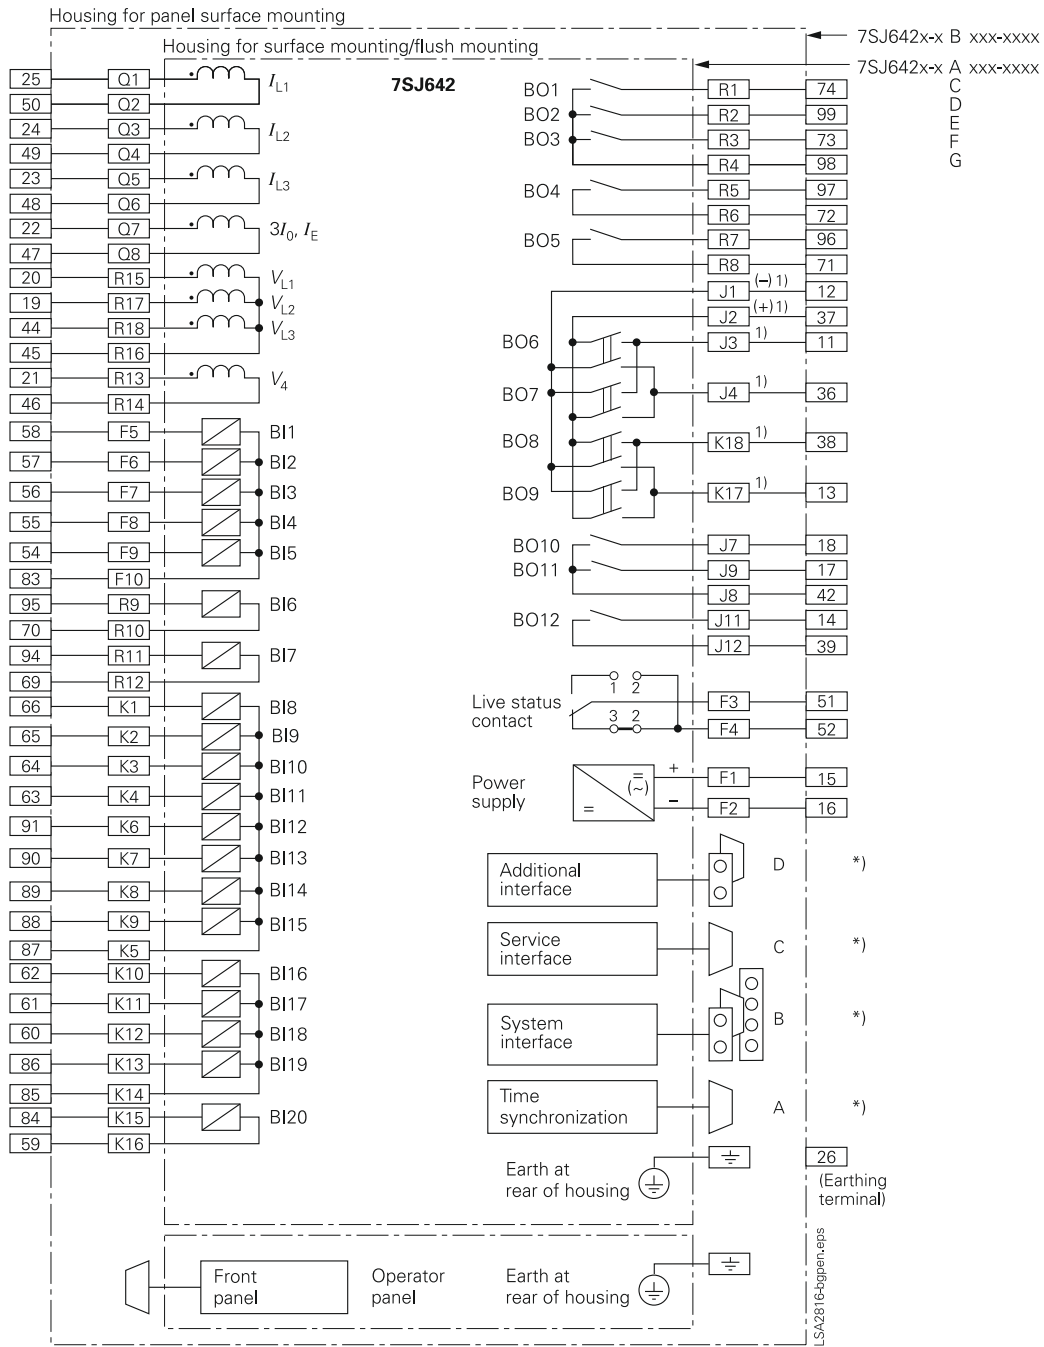 Housing for panel surface mounting
7SJ642x-x B xxx-xxxx
Housing for surface mounting/flush mounting
7SJ642x-x A xxx-xxxx
C
D
E
F
G
7SJ642
25 Q1 IL1
50 Q2
24 Q3 IL2
49 Q4
23 Q5 IL3
48 Q6
22 Q7 3I0, IE
47 Q8
20 R15 VL1
19 R17 VL2
44 R18 VL3
45 R16
21 R13 V4
46 R14
58 F5 BI1
57 F6 BI2
56 F7 BI3
55 F8 BI4
54 F9 BI5
83 F10
95 R9 BI6
70 R10
94 R11 BI7
69 R12
66 K1 BI8
65 K2 BI9
64 K3 BI10
63 K4 BI11
91 K6 BI12
90 K7 BI13
89 K8 BI14
88 K9 BI15
87 K5
62 K10 BI16
61 K11 BI17
60 K12 BI18
86 K13 BI19
85 K14
84 K15 BI20
59 K16
BO1 R1 74
BO2 R2 99
BO3 R3 73
R4 98
BO4 R5 97
R6 72
BO5 R7 96
R8 71
J1 (–) 1) 12
J2 (+) 1) 37
BO6 J3 1) 11
BO7 J4 1) 36
BO8 K18 1) 38
BO9 K17 1) 13
BO10 J7 18
BO11 J9 17
J8 42
BO12 J11 14
J12 39
1 2
Live status F3 51
contact 3 2 F4 52
Power = (~) + F1 15
supply = – F2 16
Additional D *)
interface
Service C *)
interface
System B *)
interface
Time A *)
synchronization
Earth at 26
rear of housing (Earthing
terminal)
Front Operator Earth at
panel panel rear of housing
LSA2816-bgpen.eps